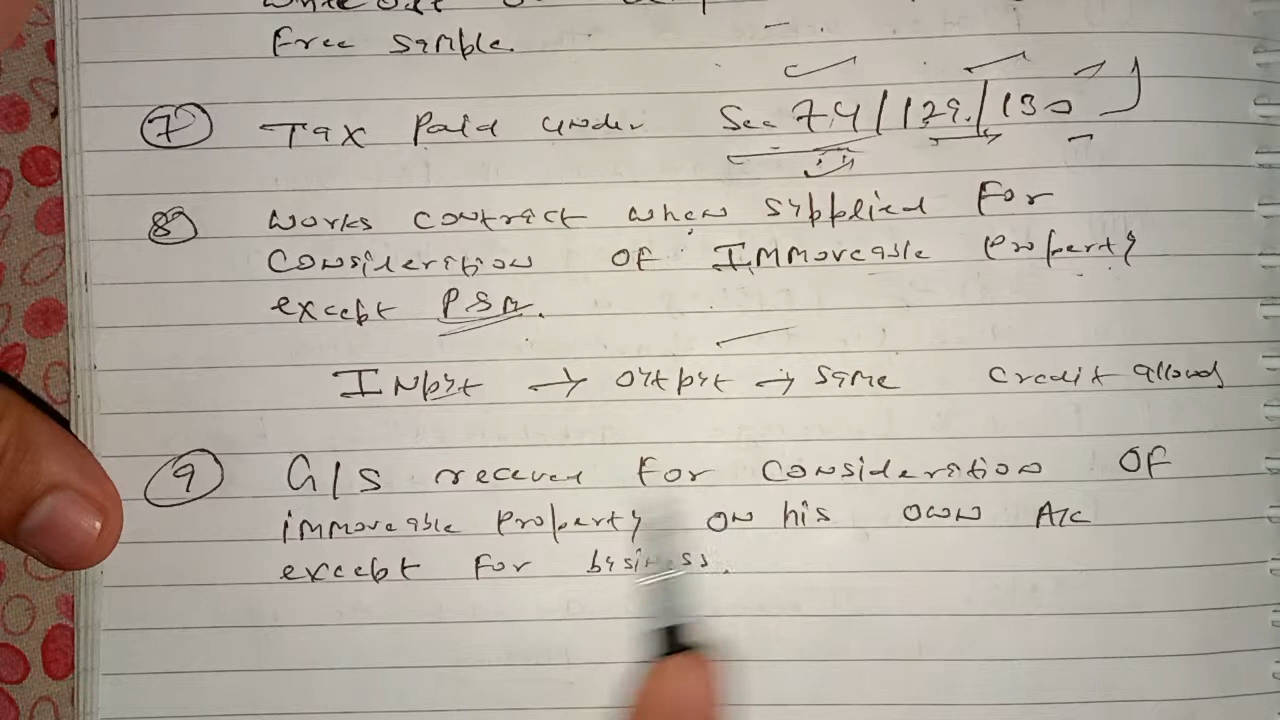 Free sample.
7 Tax Paid under Sec 74/129/130
8 Works contract when supplied For
Consideration OF Immoveable Property
except P&M.
Input → output → same credit allowed
9 G/S received For Consideration OF
immoveable Property on his own A/c
except For business.